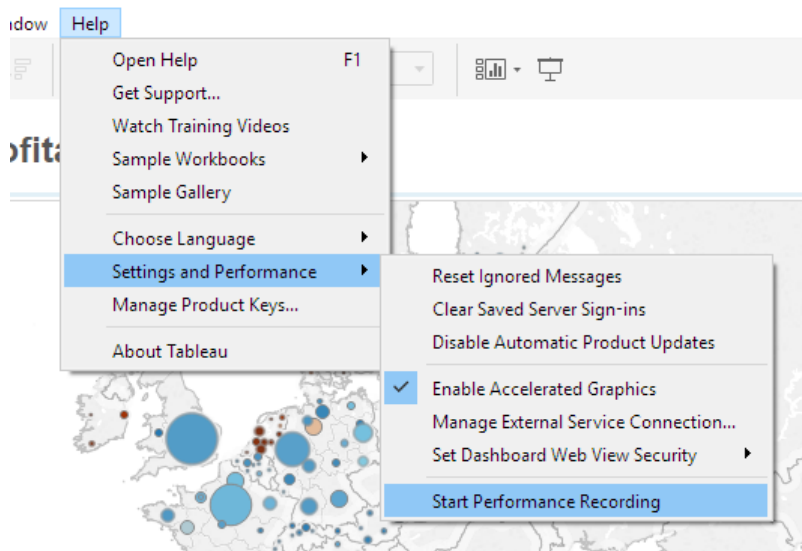 Help
Open Help F1
Get Support...
Watch Training Videos
Sample Workbooks
Sample Gallery
Choose Language
Settings and Performance
Manage Product Keys...
About Tableau
Reset Ignored Messages
Clear Saved Server Sign-ins
Disable Automatic Product Updates
Enable Accelerated Graphics
Manage External Service Connection...
Set Dashboard Web View Security
Start Performance Recording